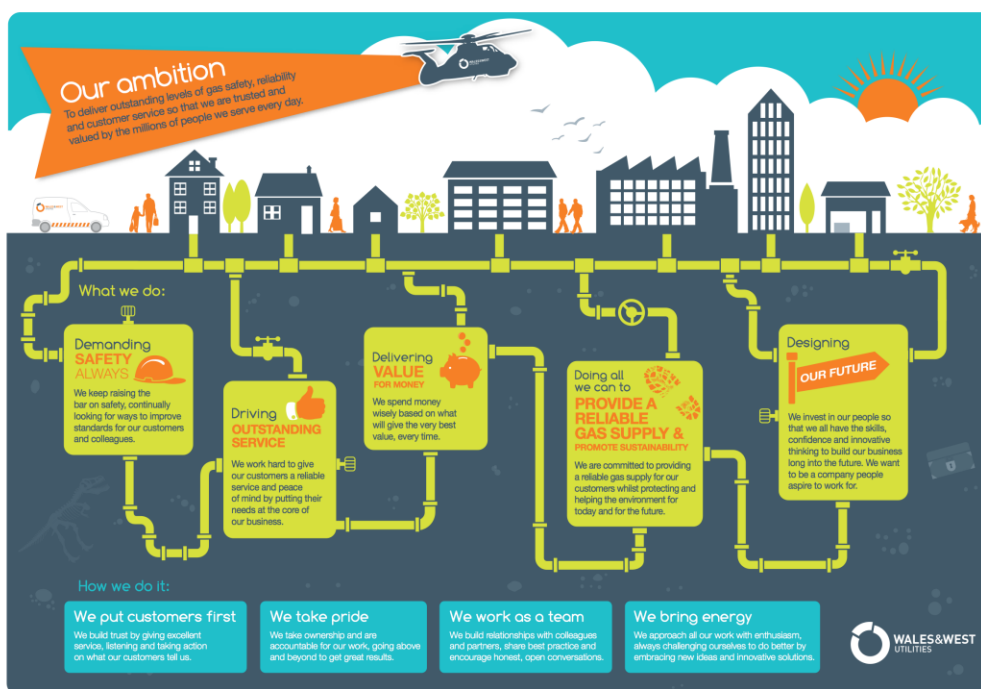 Our ambition
To deliver outstanding levels of gas safety, reliability
and customer service so that we are trusted and
valued by the millions of people we serve every day.
What we do:
Demanding
SAFETY
ALWAYS
We keep raising the
bar on safety, continually
looking for ways to improve
standards for our customers
and colleagues.
Driving
OUTSTANDING
SERVICE
We work hard to give
our customers a reliable
service and peace
of mind by putting their
needs at the core of
our business.
Delivering
VALUE
FOR MONEY
We spend money
wisely based on what
will give the very best
value, every time.
Doing all
we can to
PROVIDE A
RELIABLE
GAS SUPPLY &
PROMOTE SUSTAINABILITY
We are committed to providing
a reliable gas supply for our
customers whilst protecting and
helping the environment for
today and for the future.
Designing
OUR FUTURE
We invest in our people so
that we all have the skills,
confidence and innovative
thinking to build our business
long into the future. We want
to be a company people
aspire to work for.
How we do it:
We put customers first
We build trust by giving excellent
service, listening and taking action
on what our customers tell us.
We take pride
We take ownership and are
accountable for our work, going above
and beyond to get great results.
We work as a team
We build relationships with colleagues
and partners, share best practice and
encourage honest, open conversations.
We bring energy
We approach all our work with enthusiasm,
always challenging ourselves to do better by
embracing new ideas and innovative solutions.
WALES&WEST
UTILITIES